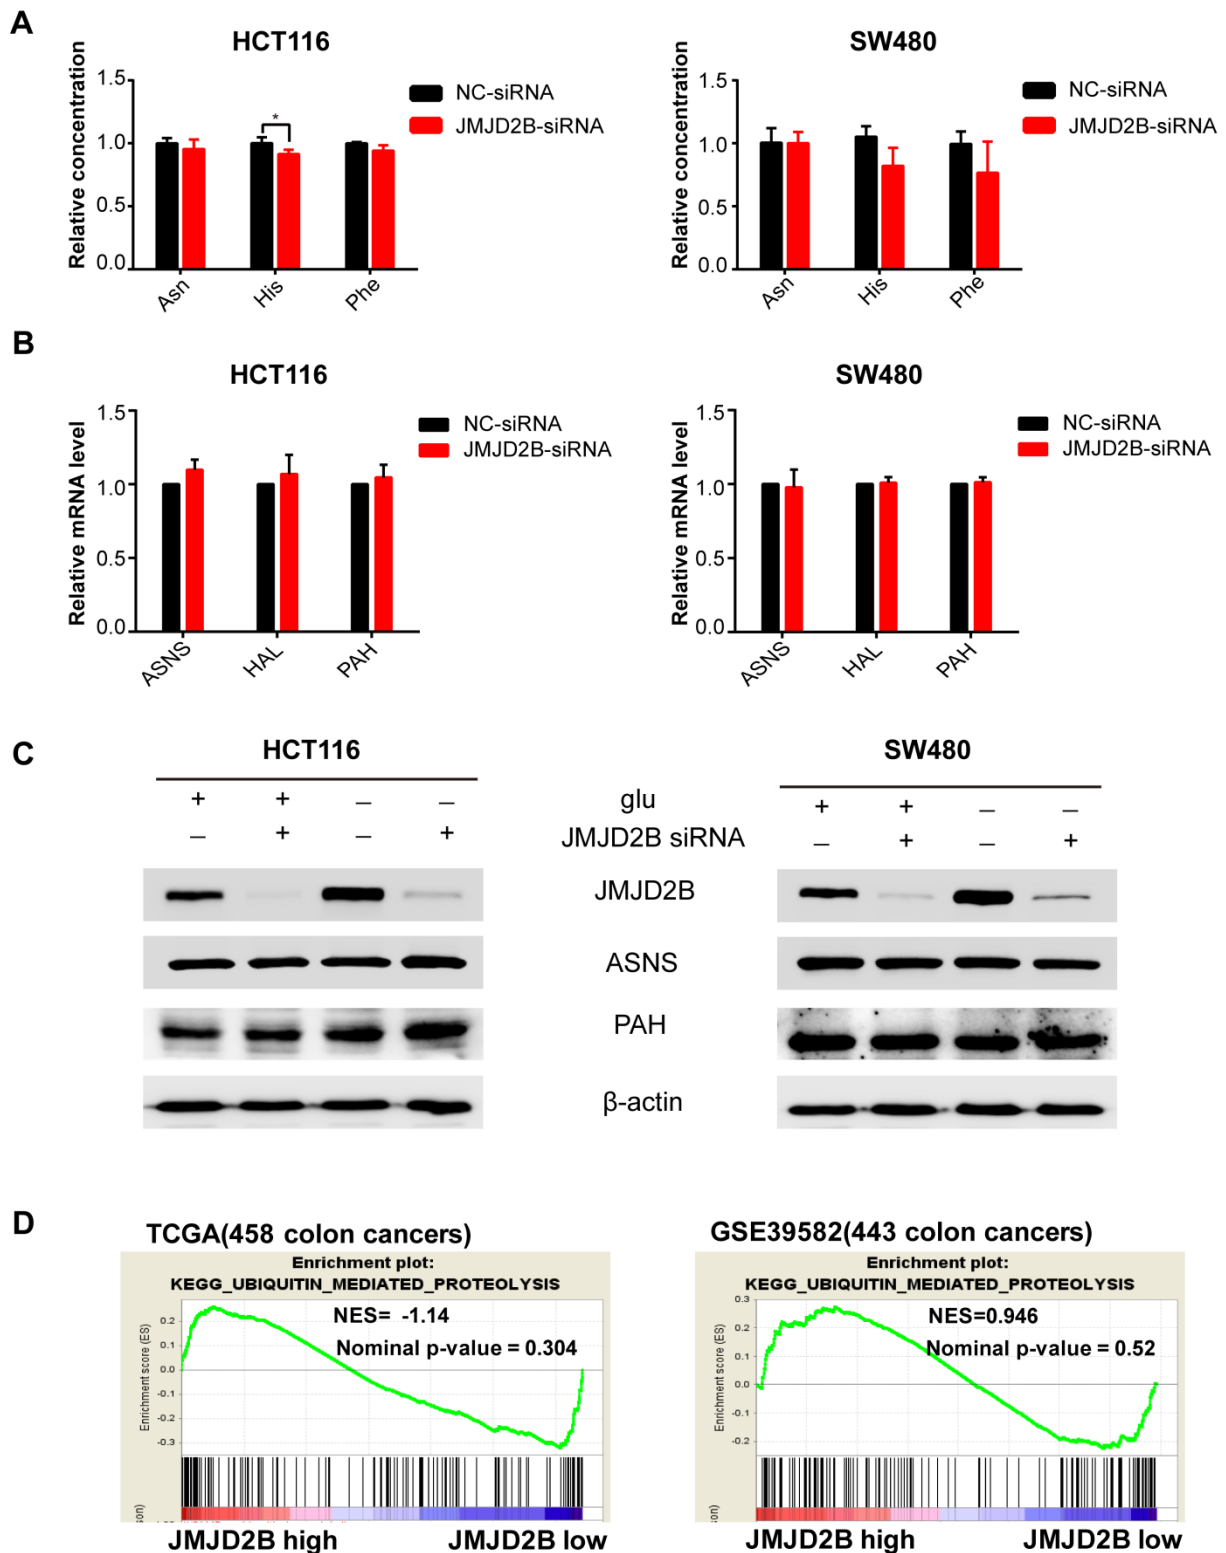 A
HCT116
SW480
Relative concentration
1.5
1.0
0.5
0.0
Asn
His
Phe
*
NC-siRNA
JMJD2B-siRNA
Relative concentration
1.5
1.0
0.5
0.0
Asn
His
Phe
NC-siRNA
JMJD2B-siRNA
B
HCT116
SW480
Relative mRNA level
1.5
1.0
0.5
0.0
ASNS
HAL
PAH
NC-siRNA
JMJD2B-siRNA
Relative mRNA level
1.5
1.0
0.5
0.0
ASNS
HAL
PAH
NC-siRNA
JMJD2B-siRNA
C
HCT116
SW480
+ + – – glu + + – –
– + – + JMJD2B siRNA – + – +
JMJD2B
ASNS
PAH
β-actin
D
TCGA(458 colon cancers)
Enrichment plot:
KEGG_UBIQUITIN_MEDIATED_PROTEOLYSIS
NES= -1.14
Nominal p-value = 0.304
Enrichment score (ES)
0.2
0.1
0.0
-0.1
-0.2
-0.3
JMJD2B high
JMJD2B low
GSE39582(443 colon cancers)
Enrichment plot:
KEGG_UBIQUITIN_MEDIATED_PROTEOLYSIS
NES=0.946
Nominal p-value = 0.52
Enrichment score (ES)
0.3
0.2
0.1
0.0
-0.1
-0.2
JMJD2B high
JMJD2B low